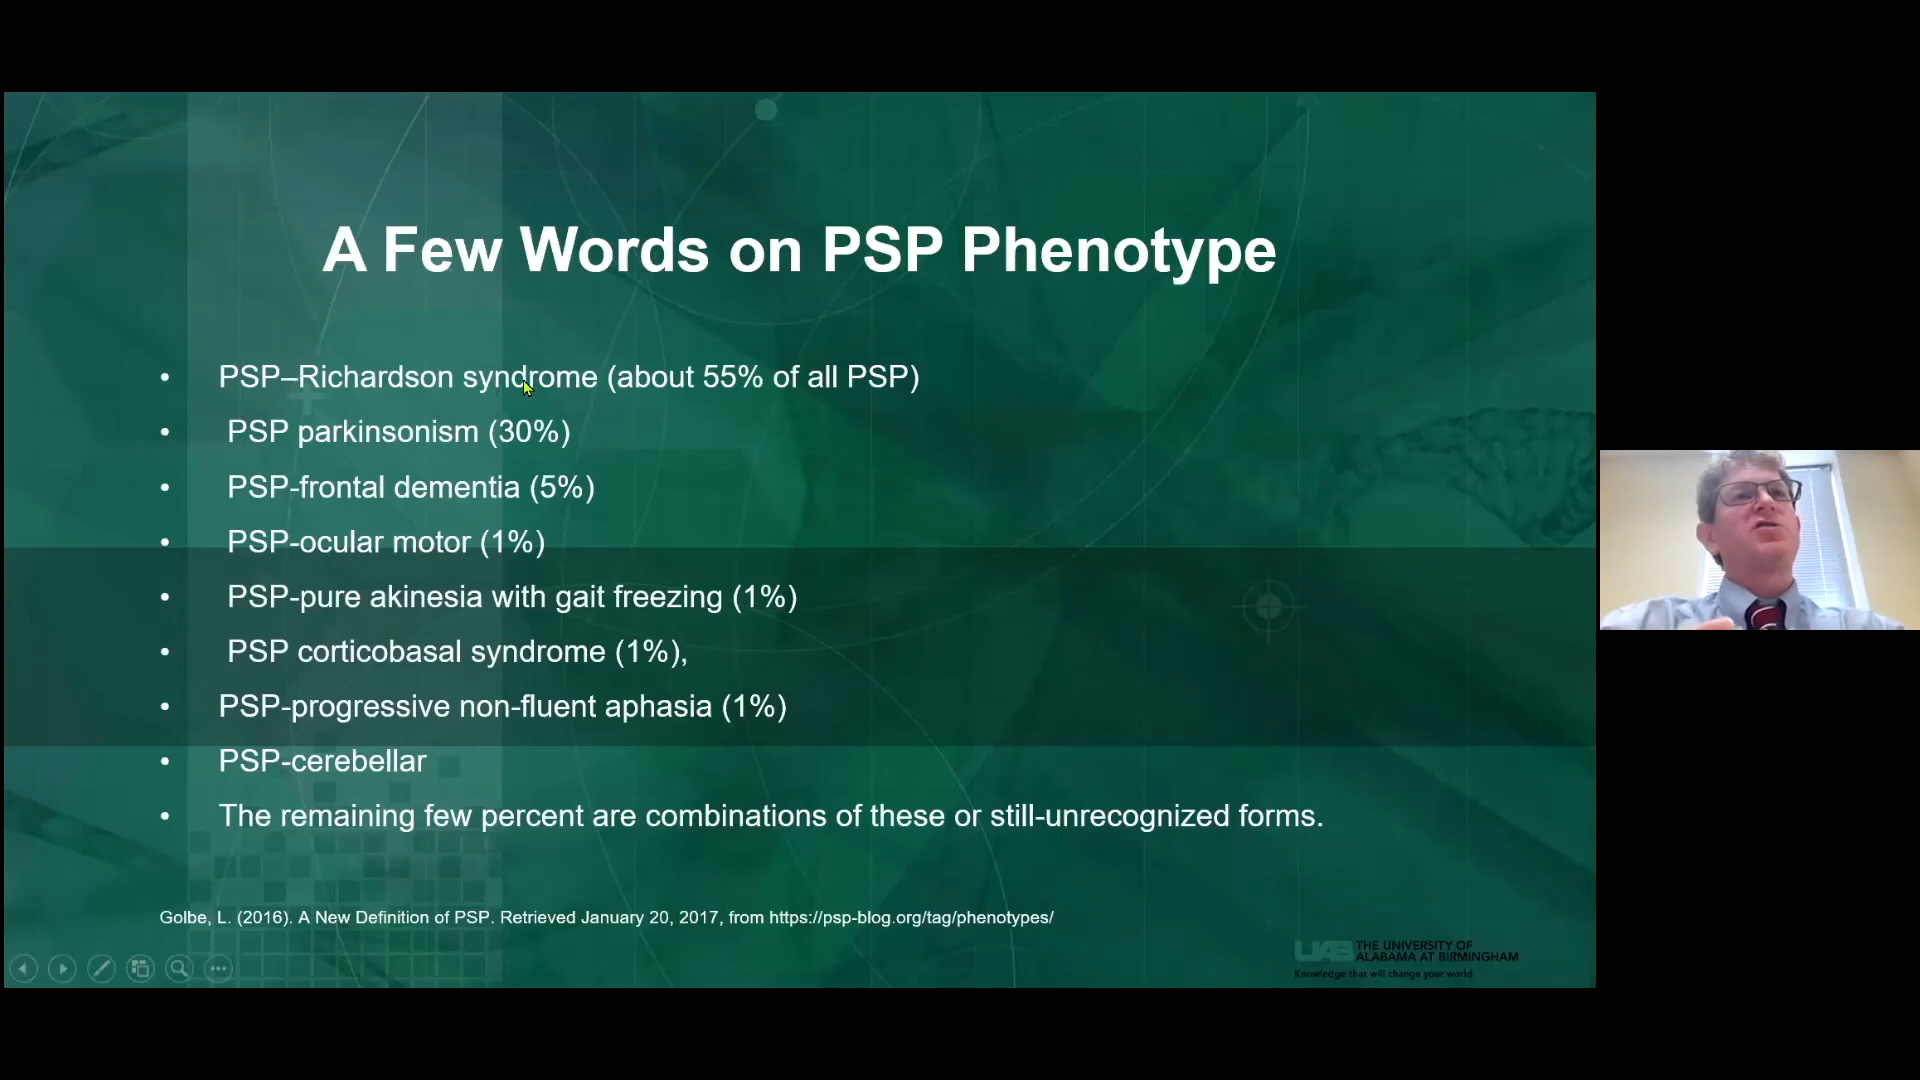 A Few Words on PSP Phenotype
• PSP–Richardson syndrome (about 55% of all PSP)
• PSP parkinsonism (30%)
• PSP-frontal dementia (5%)
• PSP-ocular motor (1%)
• PSP-pure akinesia with gait freezing (1%)
• PSP corticobasal syndrome (1%),
• PSP-progressive non-fluent aphasia (1%)
• PSP-cerebellar
• The remaining few percent are combinations of these or still-unrecognized forms.
Golbe, L. (2016). A New Definition of PSP. Retrieved January 20, 2017, from https://psp-blog.org/tag/phenotypes/
UAB THE UNIVERSITY OF
ALABAMA AT BIRMINGHAM
Knowledge that will change your world